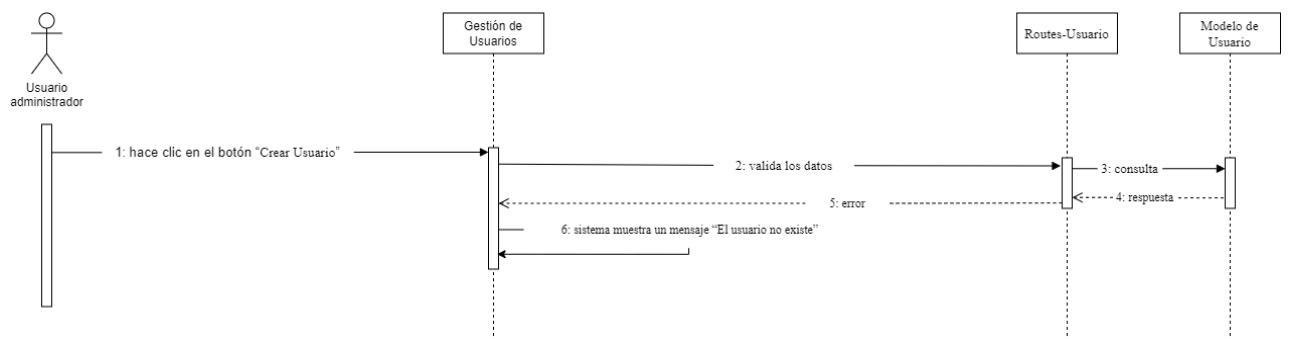 Gestión de
Usuarios
Routes-Usuario
Modelo de
Usuario
Usuario
administrador
1: hace clic en el botón “Crear Usuario”
2: valida los datos
3: consulta
4: respuesta
5: error
6: sistema muestra un mensaje “El usuario no existe”